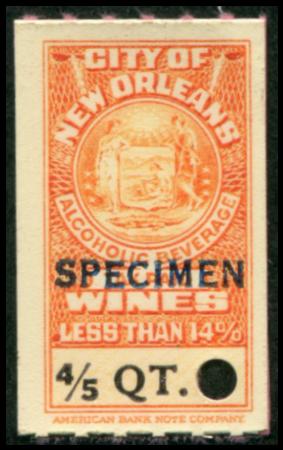 CITY OF
NEW ORLEANS
ALCOHOLIC BEVERAGE
SPECIMEN
WINES
LESS THAN 14%
4/5 QT.
AMERICAN BANK NOTE COMPANY.